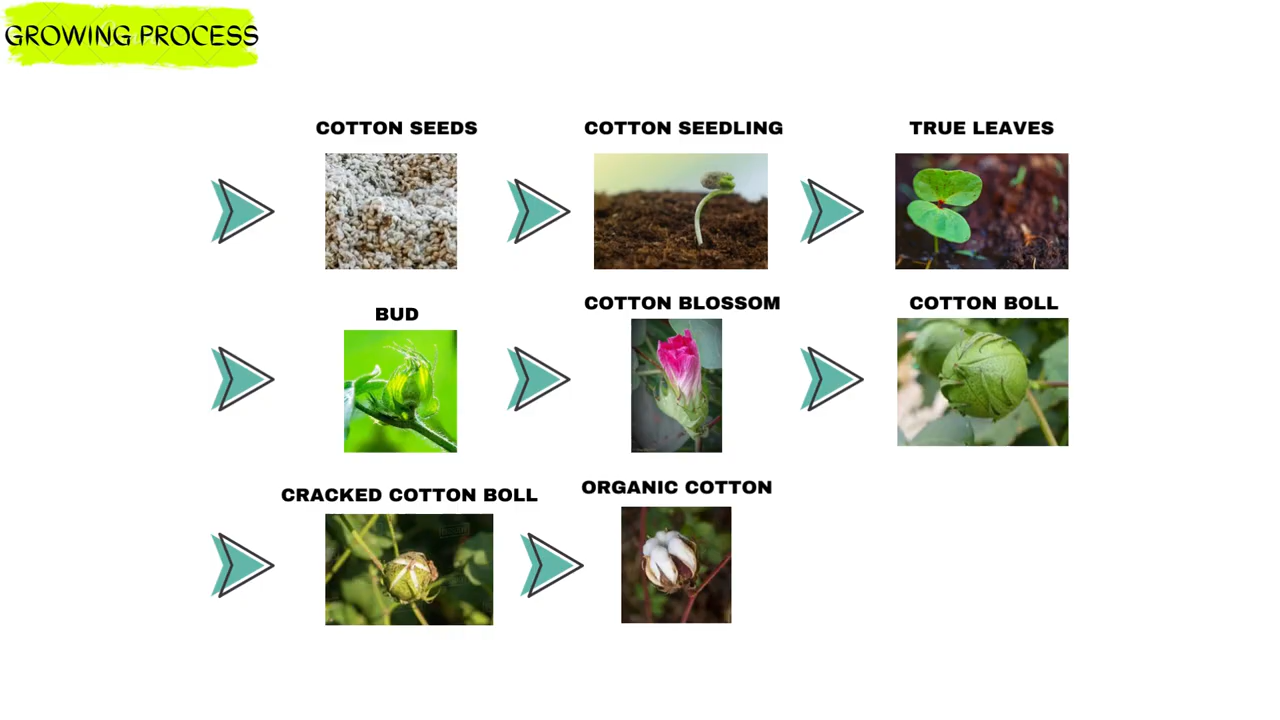 GROWING PROCESS
COTTON SEEDS
COTTON SEEDLING
TRUE LEAVES
BUD
COTTON BLOSSOM
COTTON BOLL
CRACKED COTTON BOLL
ORGANIC COTTON